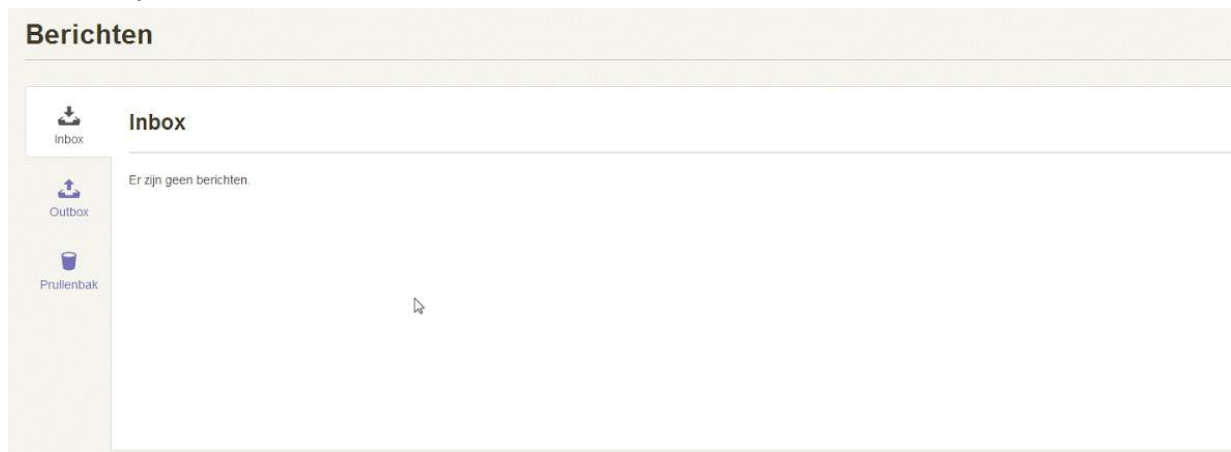 Berichten
Inbox
Inbox
Er zijn geen berichten.
Outbox
Prullenbak